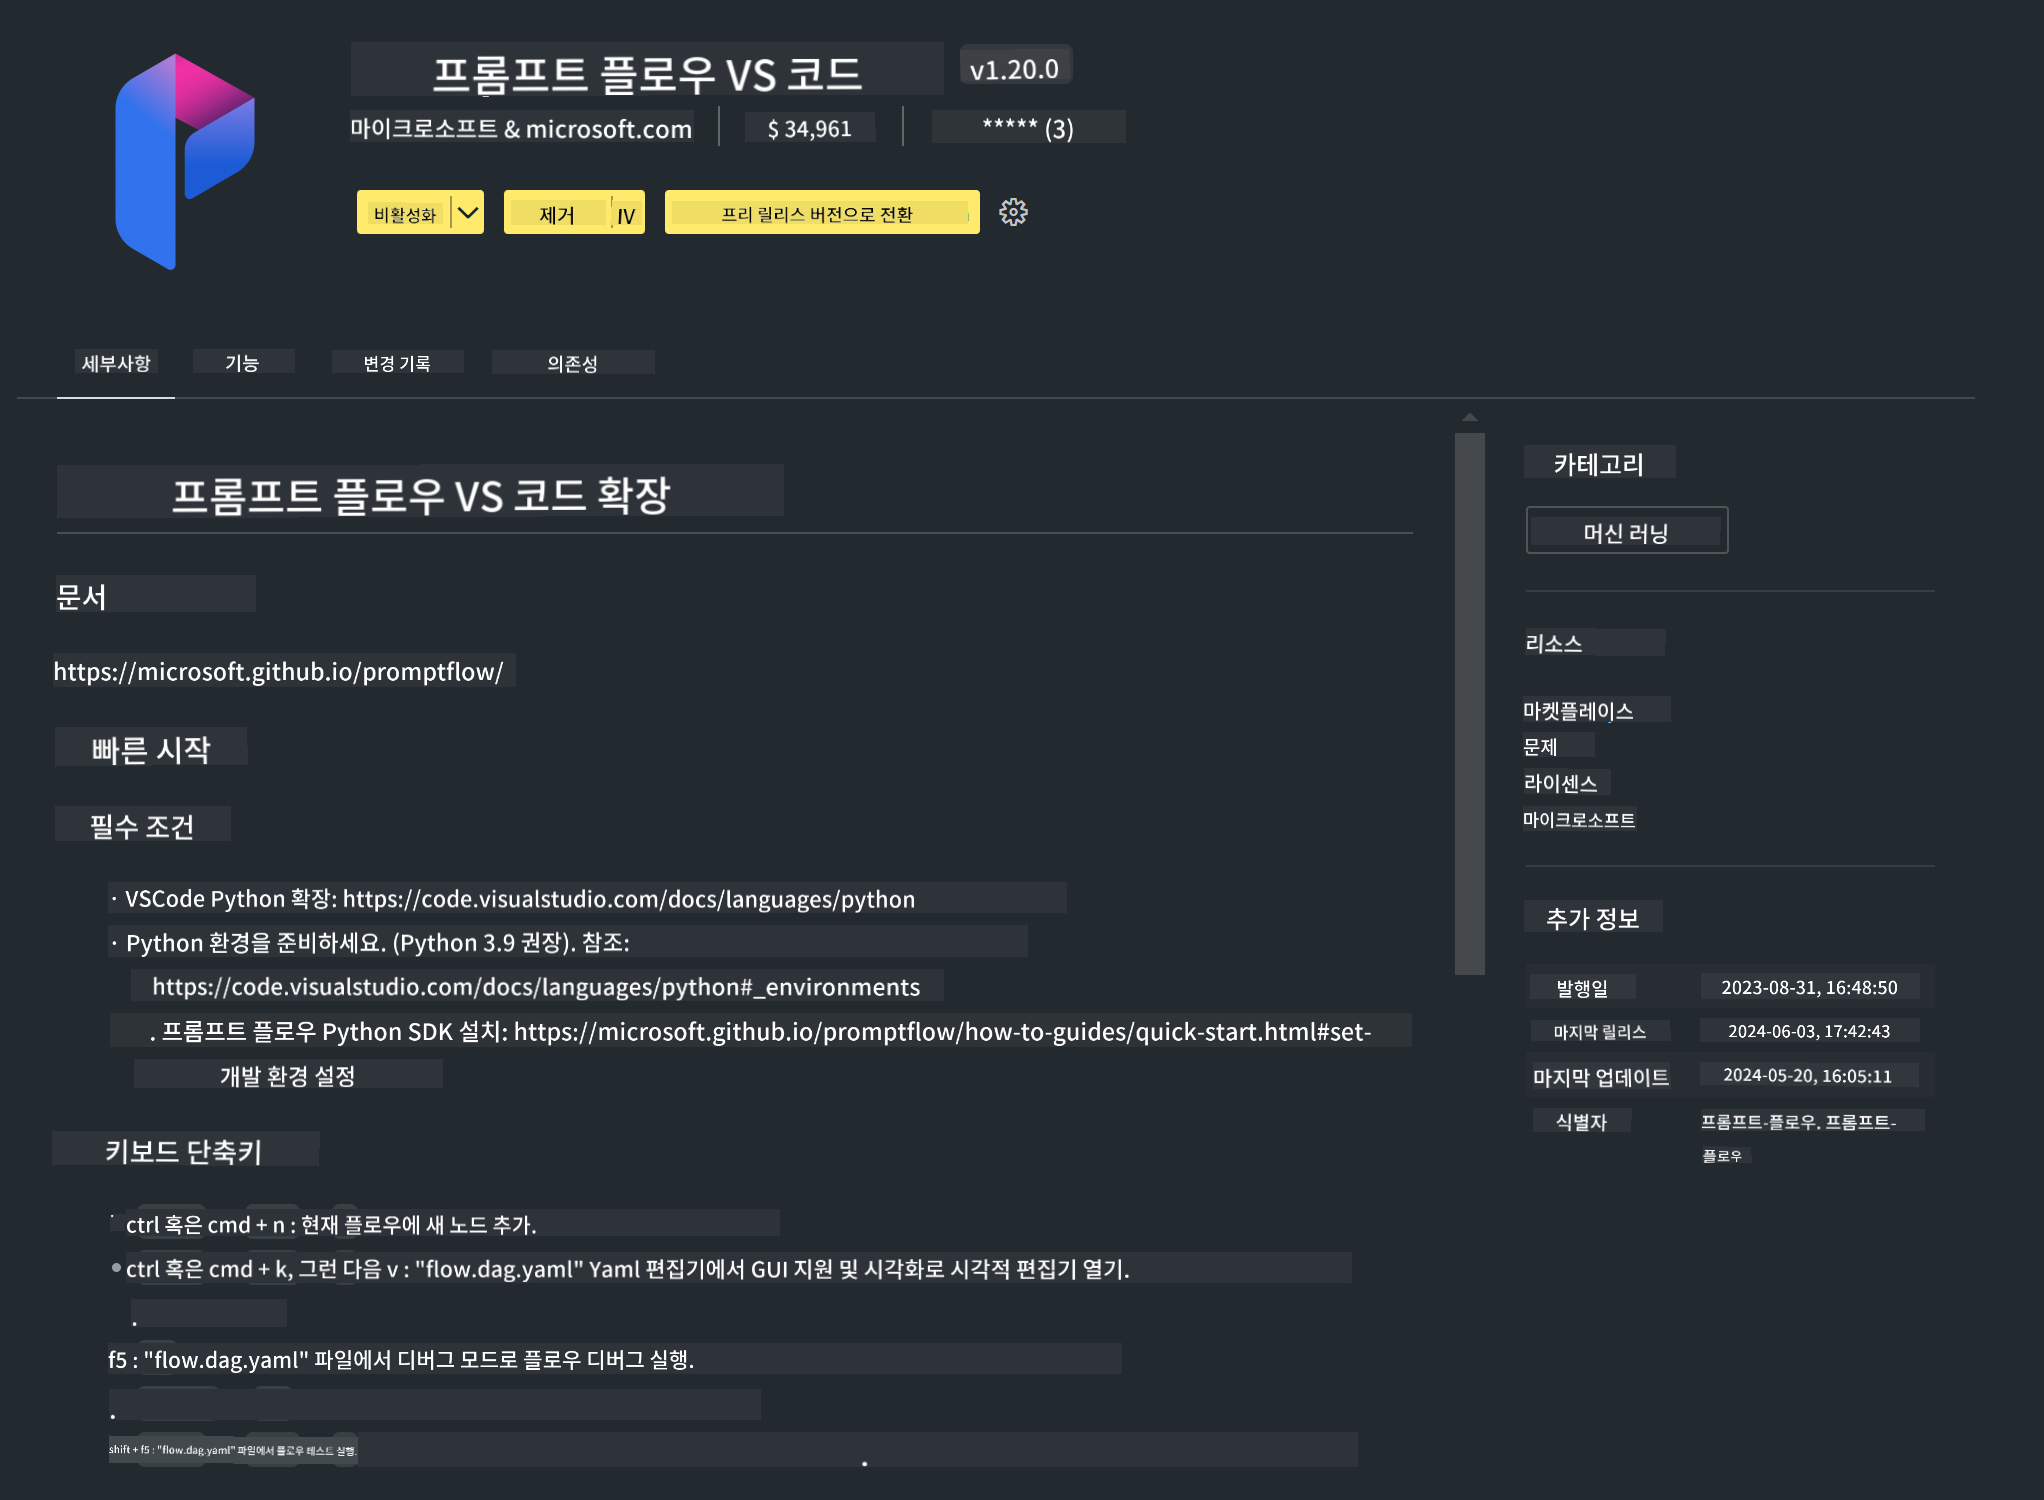 프롬프트 플로우 VS 코드
v1.20.0
마이크로소프트 & microsoft.com
$ 34,961
***** (3)
비활성화
제거
IV
프리 릴리스 버전으로 전환
세부사항
기능
변경 기록
의존성
프롬프트 플로우 VS 코드 확장
문서
https://microsoft.github.io/promptflow/
빠른 시작
필수 조건
· VSCode Python 확장: https://code.visualstudio.com/docs/languages/python
· Python 환경을 준비하세요. (Python 3.9 권장). 참조:
https://code.visualstudio.com/docs/languages/python#_environments
. 프롬프트 플로우 Python SDK 설치: https://microsoft.github.io/promptflow/how-to-guides/quick-start.html#set-
개발 환경 설정
키보드 단축키
· ctrl 혹은 cmd + n : 현재 플로우에 새 노드 추가.
• ctrl 혹은 cmd + k, 그런 다음 v : "flow.dag.yaml" Yaml 편집기에서 GUI 지원 및 시각화로 시각적 편집기 열기.
.
f5 : "flow.dag.yaml" 파일에서 디버그 모드로 플로우 디버그 실행.
.
shift + f5 : "flow.dag.yaml" 파일에서 플로우 테스트 실행.
.
카테고리
머신 러닝
리소스
마켓플레이스
문제
라이센스
마이크로소프트
추가 정보
발행일 2023-08-31, 16:48:50
마지막 릴리스 2024-06-03, 17:42:43
마지막 업데이트 2024-05-20, 16:05:11
식별자 프롬프트-플로우. 프롬프트-
플로우